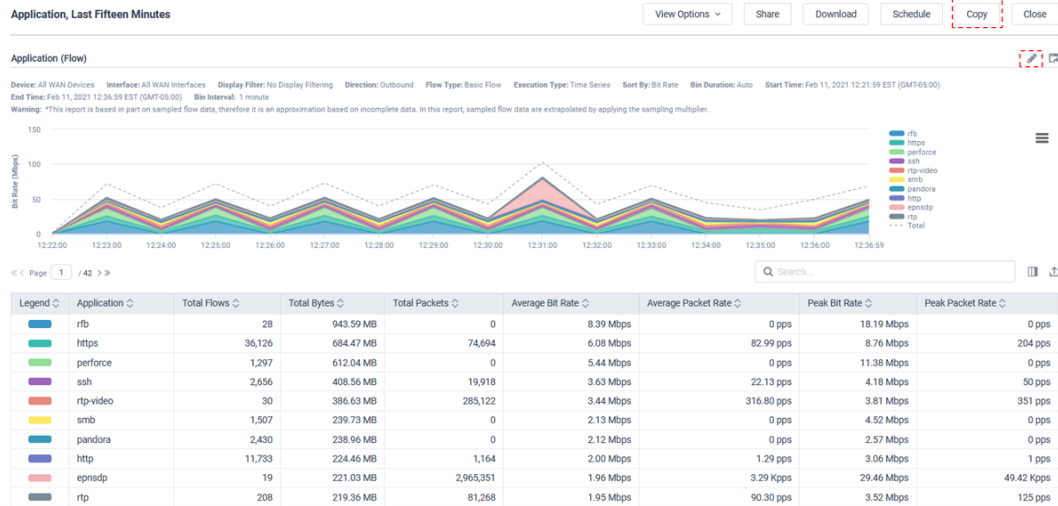 Application, Last Fifteen Minutes
View Options Share Download Schedule Copy Close
Application (Flow)
Device: All WAN Devices Interface: All WAN Interfaces Display Filter: No Display Filtering Direction: Outbound Flow Type: Basic Flow Execution Type: Time Series Sort By: Bit Rate Bin Duration: Auto Start Time: Feb 11, 2021 12:21:59 EST (GMT-05:00)
End Time: Feb 11, 2021 12:36:59 EST (GMT-05:00) Bin Interval: 1 minute
Warning: *This report is based in part on sampled flow data, therefore it is an approximation based on incomplete data. In this report, sampled flow data are extrapolated by applying the sampling multiplier.
Bit Rate (Mbps)
150
100
50
0
12:22:00 12:23:00 12:24:00 12:25:00 12:26:00 12:27:00 12:28:00 12:29:00 12:30:00 12:31:00 12:32:00 12:33:00 12:34:00 12:35:00 12:36:00 12:36:59
rfb
https
perforce
ssh
rtp-video
smb
pandora
http
epnsdp
rtp
Total
Page 1 / 42
Search...
Legend Application Total Flows Total Bytes Total Packets Average Bit Rate Average Packet Rate Peak Bit Rate Peak Packet Rate
rfb 28 943.59 MB 0 8.39 Mbps 0 pps 18.19 Mbps 0 pps
https 36,126 684.47 MB 74,694 6.08 Mbps 82.99 pps 8.76 Mbps 204 pps
perforce 1,297 612.04 MB 0 5.44 Mbps 0 pps 11.38 Mbps 0 pps
ssh 2,656 408.56 MB 19,918 3.63 Mbps 22.13 pps 4.18 Mbps 50 pps
rtp-video 30 386.63 MB 285,122 3.44 Mbps 316.80 pps 3.81 Mbps 351 pps
smb 1,507 239.73 MB 0 2.13 Mbps 0 pps 4.52 Mbps 0 pps
pandora 2,430 238.96 MB 0 2.12 Mbps 0 pps 2.57 Mbps 0 pps
http 11,733 224.46 MB 1,164 2.00 Mbps 1.29 pps 3.06 Mbps 1 pps
epnsdp 19 221.03 MB 2,965,351 1.96 Mbps 3.29 Kpps 29.46 Mbps 49.42 Kpps
rtp 208 219.36 MB 81,268 1.95 Mbps 90.30 pps 3.52 Mbps 125 pps